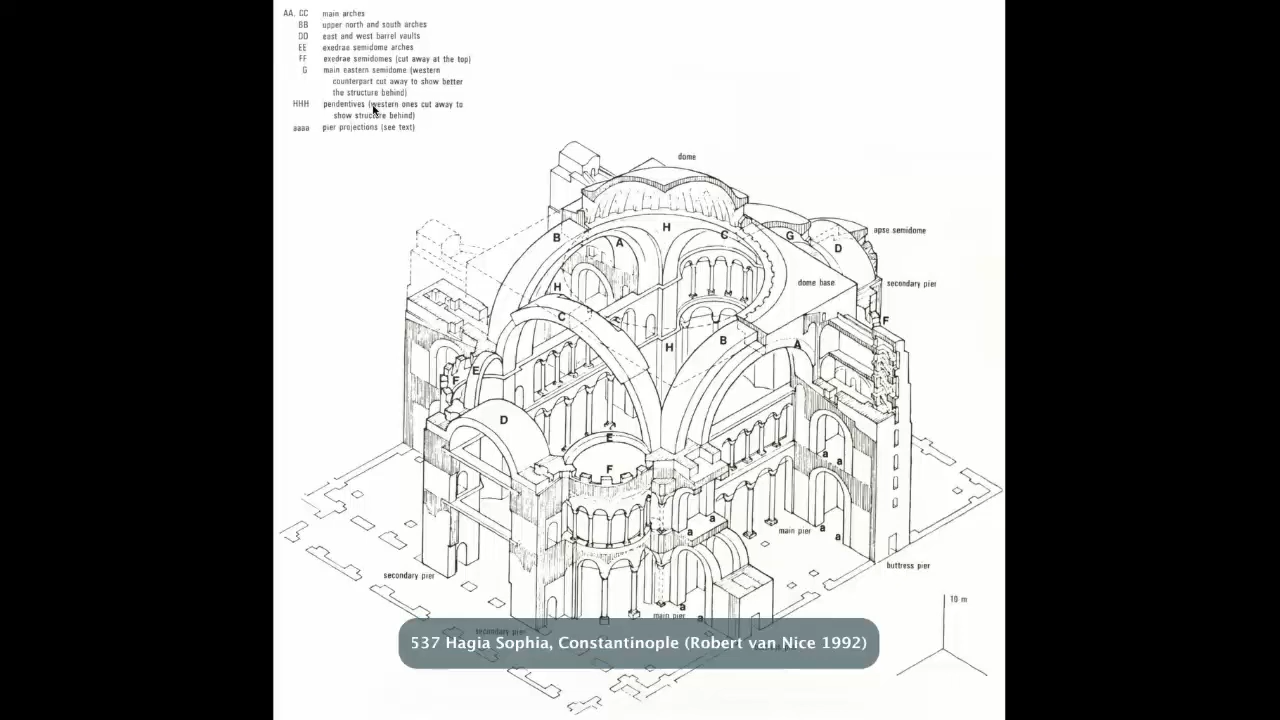 AA, CC main arches
BB upper north and south arches
DD east and west barrel vaults
EE exedrae semidome arches
FF exedrae semidomes (cut away at the top)
G main eastern semidome (western
counterpart cut away to show better
the structure behind)
HHH pendentives (western ones cut away to
show structure behind)
aaaa pier projections (see text)
dome
apse semidome
B A H C G D
secondary pier
dome base
H
C
F
H B A
E
F
D
E
F
a
a
a
a
main pier
a
a
buttress pier
secondary pier
10 m
a
main pier
a
secondary pier
537 Hagia Sophia, Constantinople (Robert van Nice 1992)